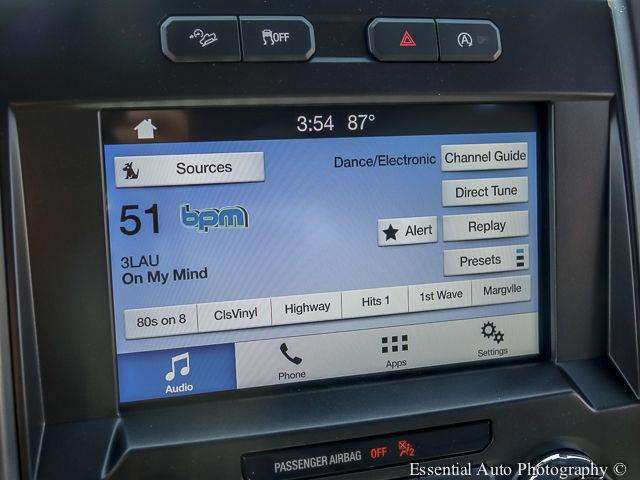 OFF
A OFF
3:54 87°
Sources
Dance/Electronic
Channel Guide
51 bpm
Direct Tune
Alert
Replay
3LAU
On My Mind
Presets
80s on 8 ClsVinyl Highway Hits 1 1st Wave Margvlle
Audio Phone Apps Settings
PASSENGER AIRBAG OFF
Essential Auto Photography ©